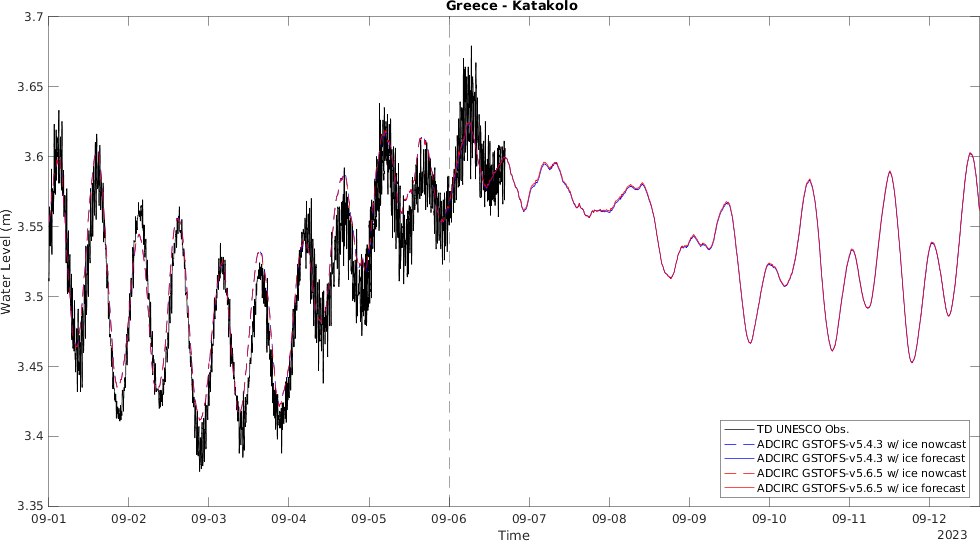 Greece - Katakolo
3.7
3.65
3.6
3.55
3.5
3.45
3.4
3.35
Water Level (m)
09-01 09-02 09-03 09-04 09-05 09-06 09-07 09-08 09-09 09-10 09-11 09-12
Time
2023
TD UNESCO Obs.
ADCIRC GSTOFS-v5.4.3 w/ ice nowcast
ADCIRC GSTOFS-v5.4.3 w/ ice forecast
ADCIRC GSTOFS-v5.6.5 w/ ice nowcast
ADCIRC GSTOFS-v5.6.5 w/ ice forecast